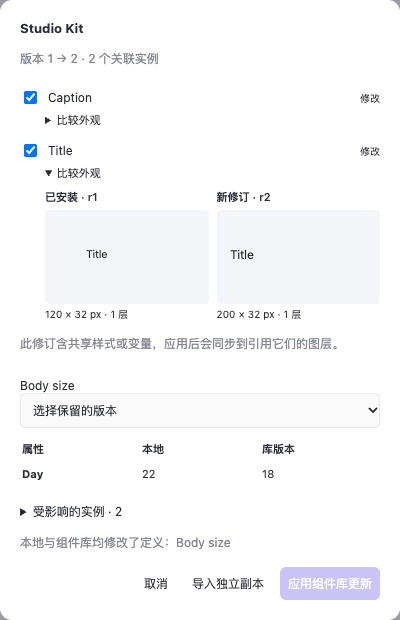 Studio Kit
版本 1 → 2 · 2 个关联实例
Caption 修改
比较外观
Title 修改
比较外观
已安装 · r1 新修订 · r2
Title Title
120 × 32 px · 1 层 200 × 32 px · 1 层
此修订含共享样式或变量，应用后会同步到引用它们的图层。
Body size
选择保留的版本
属性 本地 库版本
Day 22 18
受影响的实例 · 2
本地与组件库均修改了定义：Body size
取消 导入独立副本 应用组件库更新